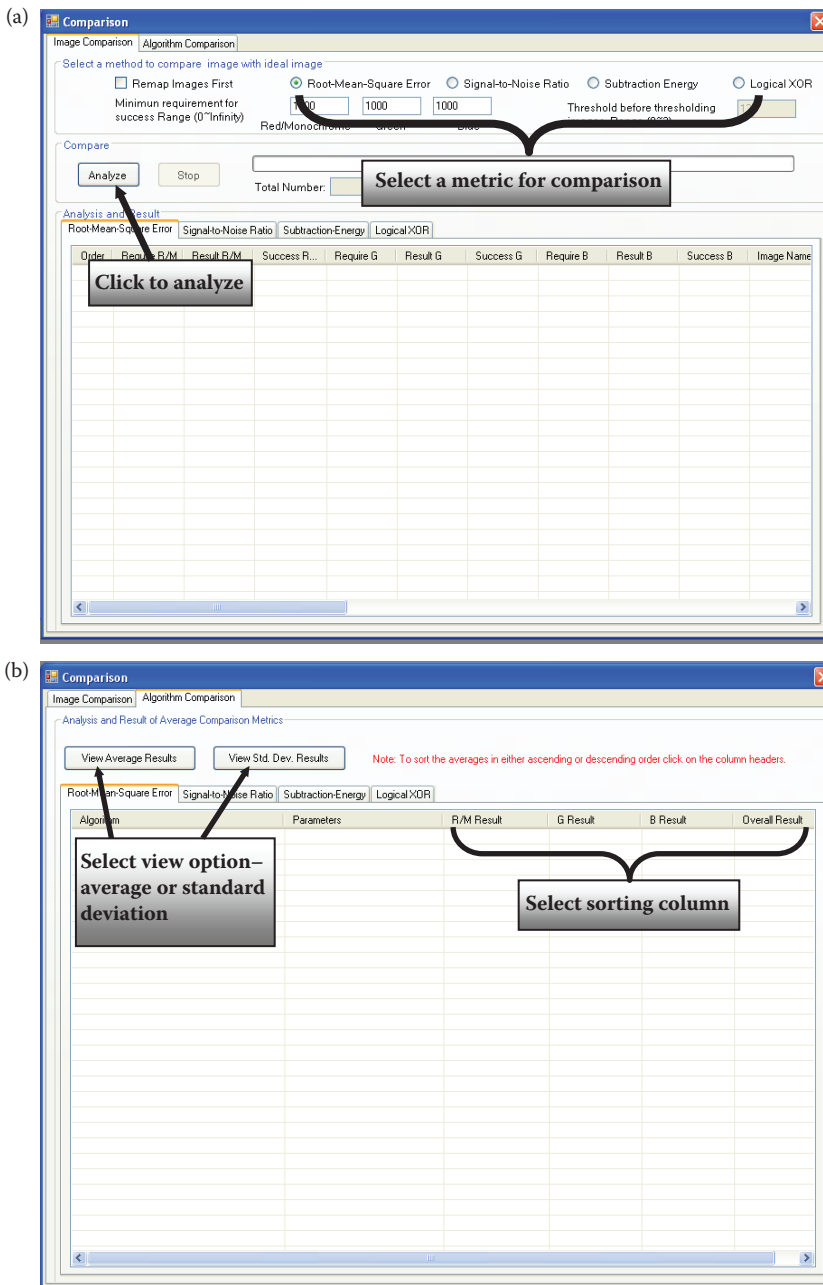 (a)
Comparison
Image Comparison Algorithm Comparison
Select a method to compare image with ideal image
Remap Images First Root-Mean-Square Error Signal-to-Noise Ratio Subtraction Energy Logical XOR
Minimun requirement for
success Range (0~Infinity)
1000 1000
Threshold before thresholding
Red/Monochrome Green Blue
Compare
Analyze Stop
Total Number:
Select a metric for comparison
Analysis and Result
Root-Mean-Square Error Signal-to-Noise Ratio Subtraction-Energy Logical XOR
Order Require R/M Result R/M Success R... Require G Result G Success G Require B Result B Success B Image Name
Click to analyze
(b)
Comparison
Image Comparison Algorithm Comparison
Analysis and Result of Average Comparison Metrics
View Average Results View Std. Dev. Results Note: To sort the averages in either ascending or descending order click on the column headers.
Root-Mean-Square Error Signal-to-Noise Ratio Subtraction-Energy Logical XOR
Algorithm Parameters R/M Result G Result B Result Overall Result
Select view option–
average or standard
deviation
Select sorting column